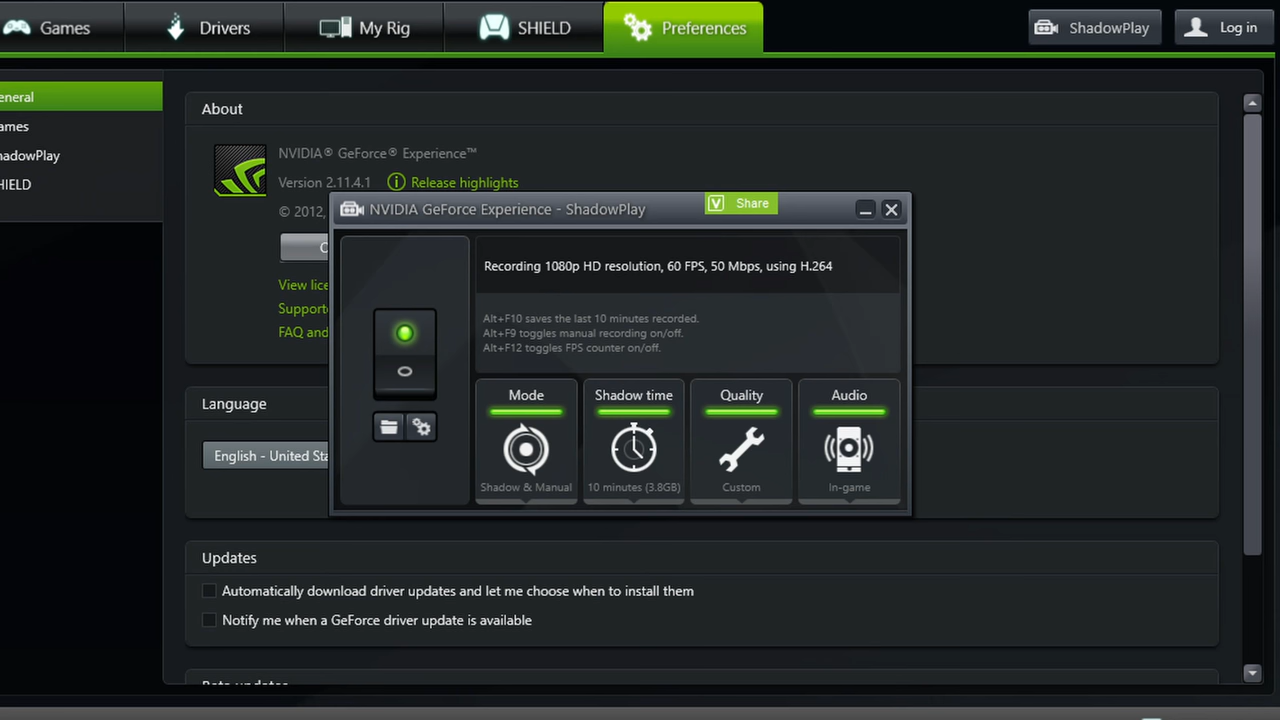 Games
Drivers
My Rig
SHIELD
Preferences
ShadowPlay
Log in
eneral
ames
hadowPlay
HIELD
About
NVIDIA® GeForce® Experience™
Version 2.11.4.1
Release highlights
© 2012,
View lice
Supporte
FAQ and
NVIDIA GeForce Experience - ShadowPlay
Share
Recording 1080p HD resolution, 60 FPS, 50 Mbps, using H.264
Alt+F10 saves the last 10 minutes recorded.
Alt+F9 toggles manual recording on/off.
Alt+F12 toggles FPS counter on/off.
Mode
Shadow & Manual
Shadow time
10 minutes (3.8GB)
Quality
Custom
Audio
In-game
Language
English - United Sta
Updates
Automatically download driver updates and let me choose when to install them
Notify me when a GeForce driver update is available